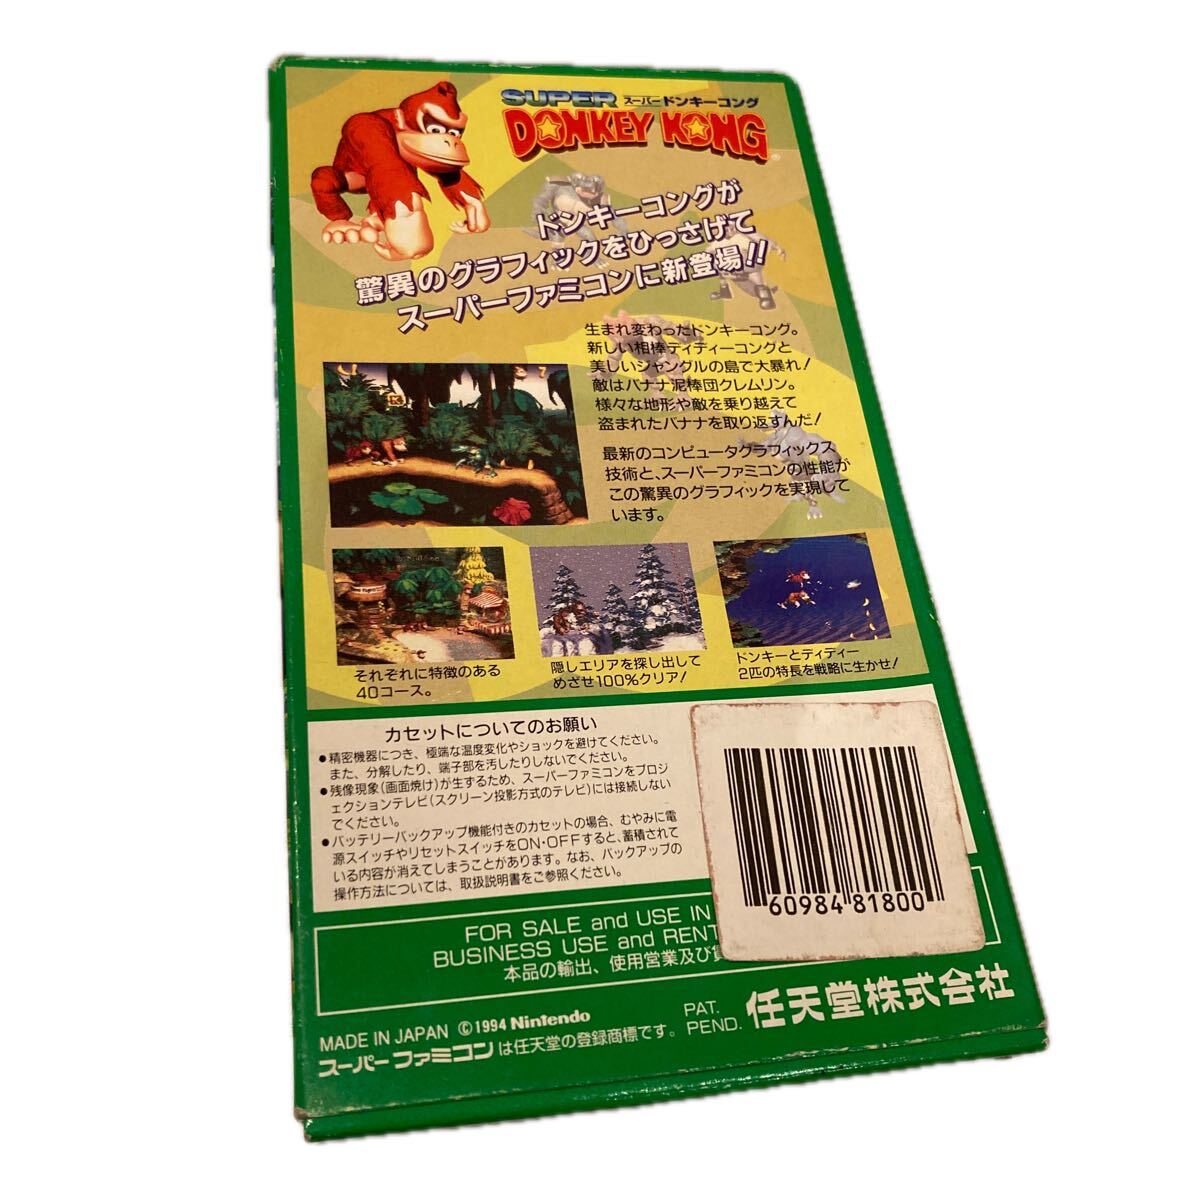 SUPER スーパードンキーコング
DONKEY KONG
ドンキーコングが
驚異のグラフィックをひっさげて
スーパーファミコンに新登場!!
生まれ変わったドンキーコング。
新しい相棒ディディーコングと
美しいジャングルの島で大暴れ!
敵はバナナ泥棒団クレムリン。
様々な地形や敵を乗り越えて
盗まれたバナナを取り返すんだ!
最新のコンピュータグラフィックス
技術と、スーパーファミコンの性能が
この驚異のグラフィックを実現して
います。
それぞれに特徴のある
40コース。
隠しエリアを探し出して
めざせ100%クリア!
ドンキーとディディー
2匹の特長を戦略に生かせ!
カセットについてのお願い
●精密機器につき、極端な温度変化やショックを避けてください。
また、分解したり、端子部を汚したりしないでください。
●残像現象(画面焼け)が生ずるため、スーパーファミコンをプロジ
ェクションテレビ(スクリーン投影方式のテレビ)には接続しない
でください。
●バッテリーバックアップ機能付きのカセットの場合、むやみに電
源スイッチやリセットスイッチをON・OFFすると、蓄積されて
いる内容が消えてしまうことがあります。なお、バックアップの
操作方法については、取扱説明書をご参照ください。
60984 81800
FOR SALE and USE IN
BUSINESS USE and RENT
本品の輸出、使用営業及び賃
MADE IN JAPAN ©1994 Nintendo
スーパーファミコンは任天堂の登録商標です。
PAT.
PEND.
任天堂株式会社